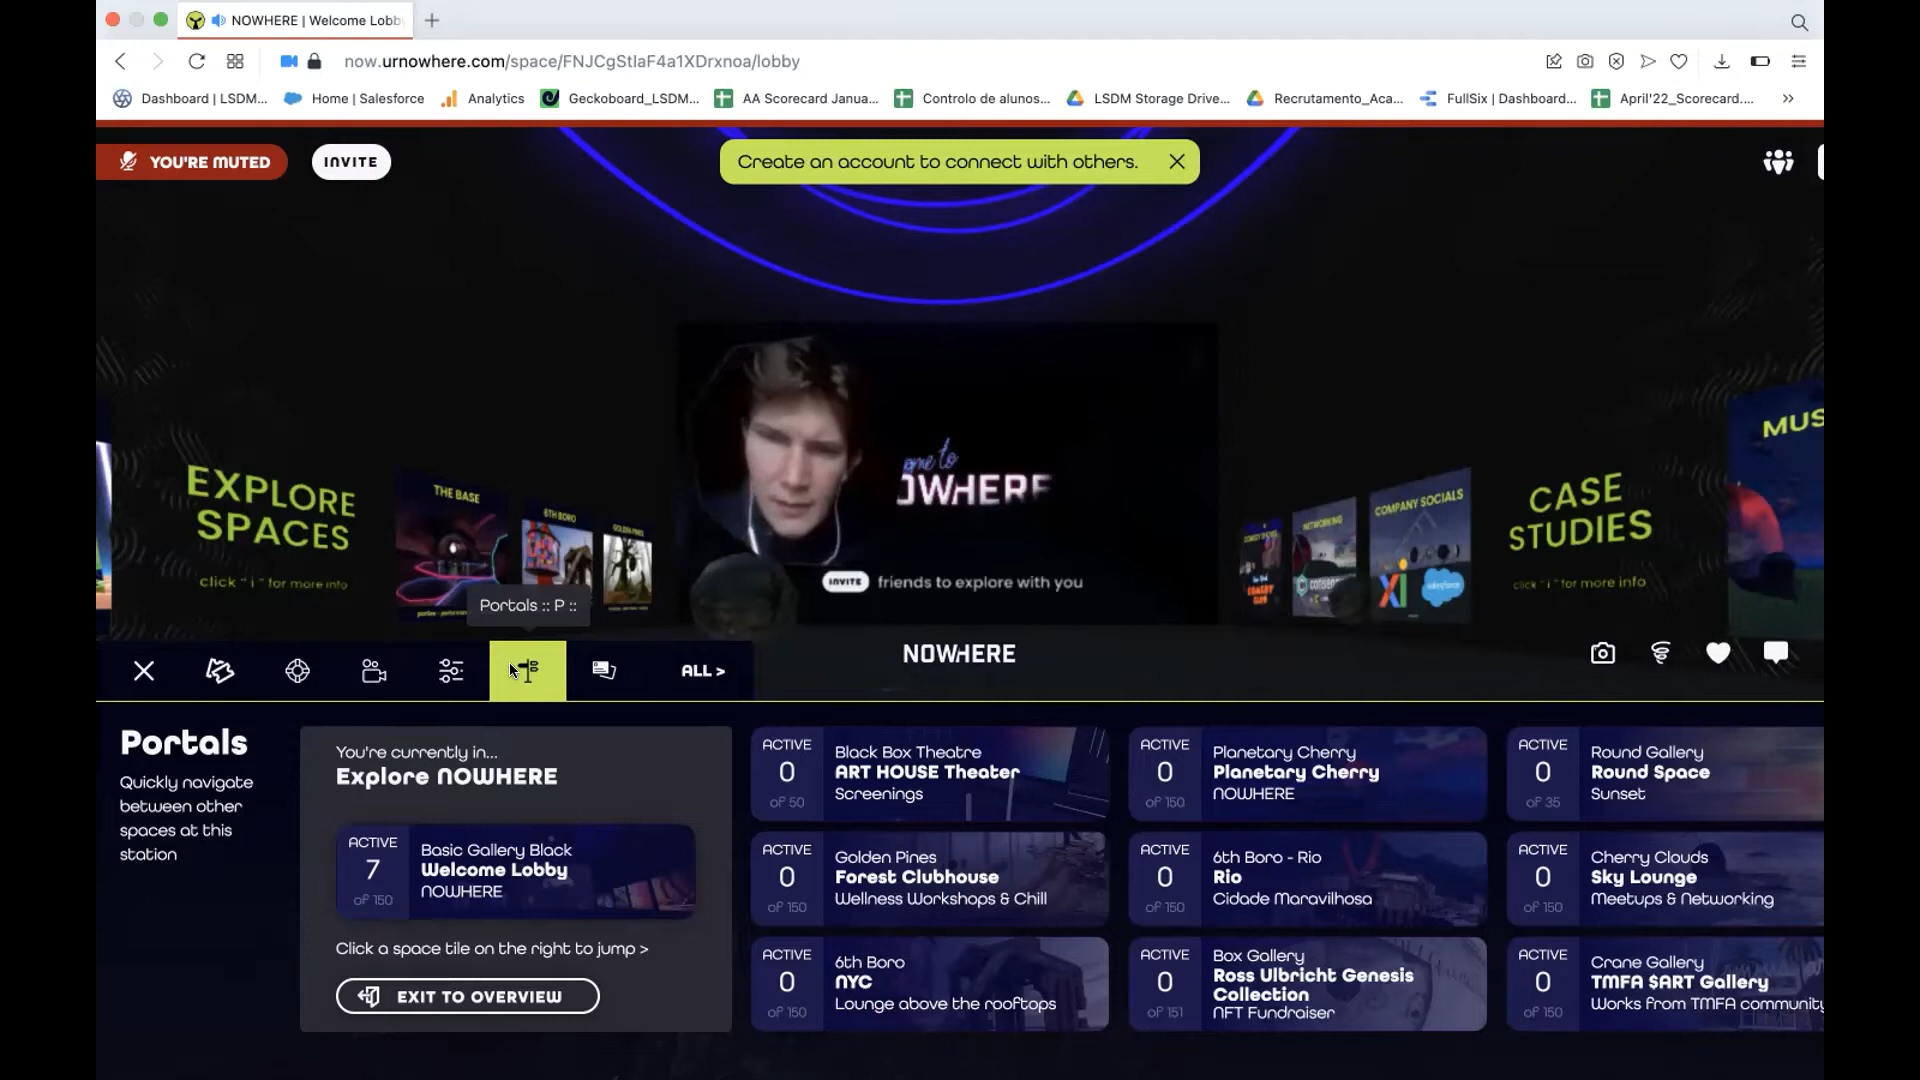 NOWHERE | Welcome Lobb
now.urnowhere.com/space/FNJCgStlaF4a1XDrxnoa/lobby
Dashboard | LSDM...
Home | Salesforce
Analytics
Geckoboard_LSDM...
AA Scorecard Janua...
Controlo de alunos...
LSDM Storage Drive...
Recrutamento_Aca...
FullSix | Dashboard...
April'22_Scorecard....
YOU'RE MUTED
INVITE
Create an account to connect with others.
MUS
EXPLORE
SPACES
click "i" for more info
THE BASE
6TH BORO
GOLDEN PINES
ome to
OWHERE
INVITE friends to explore with you
NETWORKING
COMPANY SOCIALS
CASE
STUDIES
click "i" for more info
Portals :: P ::
ALL >
NOWHERE
Portals
Quickly navigate
between other
spaces at this
station
You're currently in...
Explore NOWHERE
ACTIVE
7
of 150
Basic Gallery Black
Welcome Lobby
NOWHERE
Click a space tile on the right to jump >
EXIT TO OVERVIEW
ACTIVE
0
of 50
Black Box Theatre
ART HOUSE Theater
Screenings
ACTIVE
0
of 150
Planetary Cherry
Planetary Cherry
NOWHERE
ACTIVE
0
of 35
Round Gallery
Round Space
Sunset
ACTIVE
0
of 150
Golden Pines
Forest Clubhouse
Wellness Workshops & Chill
ACTIVE
0
of 150
6th Boro - Rio
Rio
Cidade Maravilhosa
ACTIVE
0
of 150
Cherry Clouds
Sky Lounge
Meetups & Networking
ACTIVE
0
of 150
6th Boro
NYC
Lounge above the rooftops
ACTIVE
0
of 151
Box Gallery
Ross Ulbricht Genesis
Collection
NFT Fundraiser
ACTIVE
0
of 150
Crane Gallery
TMFA $ART Gallery
Works from TMFA community